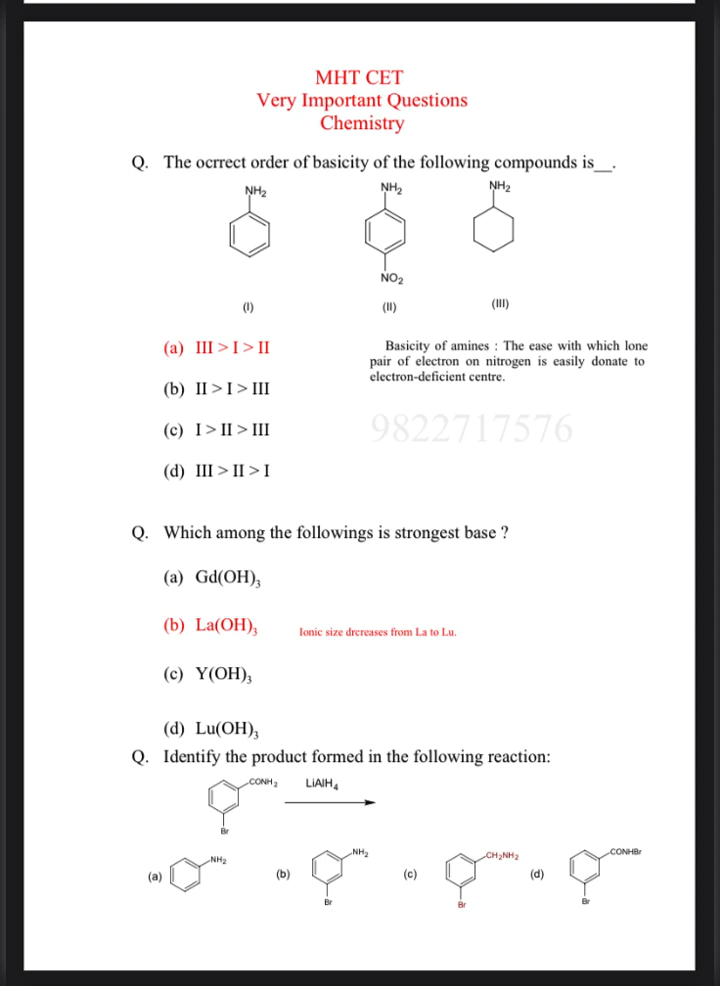 MHT CET
Very Important Questions
Chemistry
Q. The ocrrect order of basicity of the following compounds is__.
NH2 NH2 NH2
NO2
(I) (II) (III)
(a) III > I > II
Basicity of amines : The ease with which lone
pair of electron on nitrogen is easily donate to
electron-deficient centre.
(b) II > I > III
(c) I > II > III
9822717576
(d) III > II > I
Q. Which among the followings is strongest base ?
(a) Gd(OH)3
(b) La(OH)3 Ionic size drcreases from La to Lu.
(c) Y(OH)3
(d) Lu(OH)3
Q. Identify the product formed in the following reaction:
CONH2 LiAlH4
Br
(a) NH2 (b) NH2 (c) CH2NH2 (d) CONHBr
Br Br Br